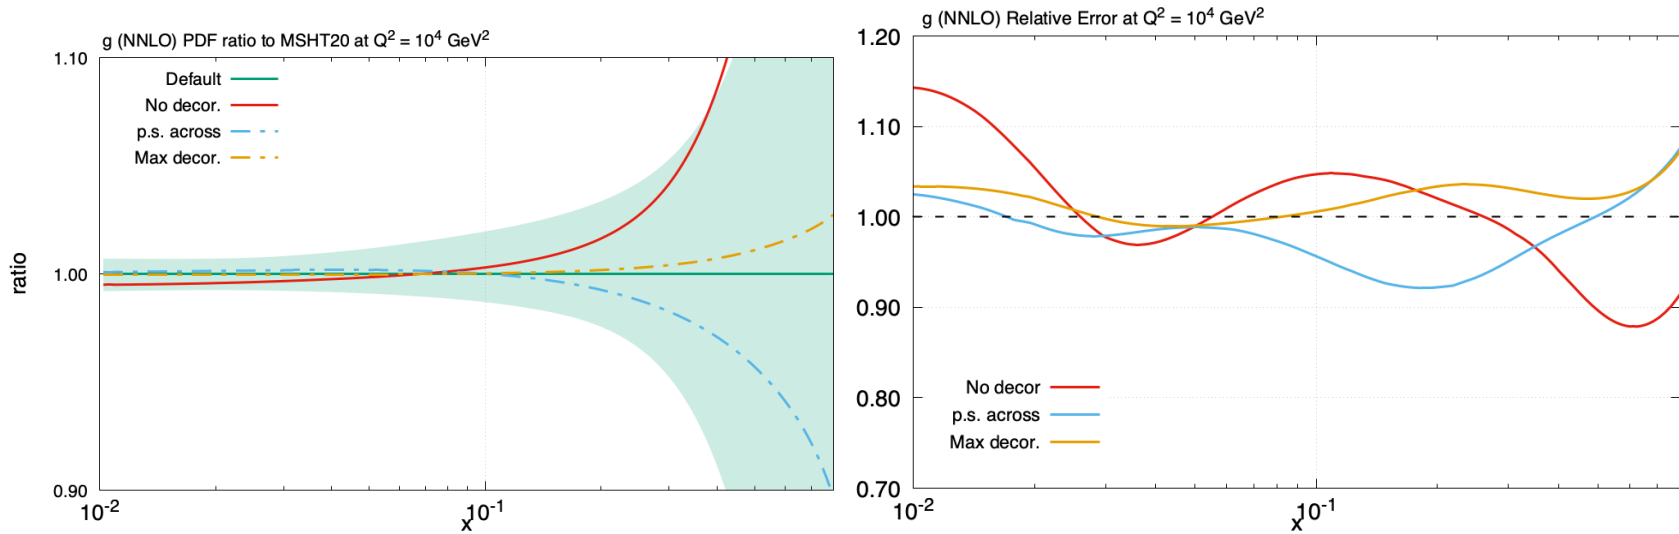 g (NNLO) PDF ratio to MSHT20 at Q² = 10⁴ GeV²
1.10
1.00
0.90
ratio
Default
No decor.
p.s. across
Max decor.
10⁻²
10⁻¹
x
g (NNLO) Relative Error at Q² = 10⁴ GeV²
1.20
1.10
1.00
0.90
0.80
0.70
No decor
p.s. across
Max decor.
10⁻²
10⁻¹
x